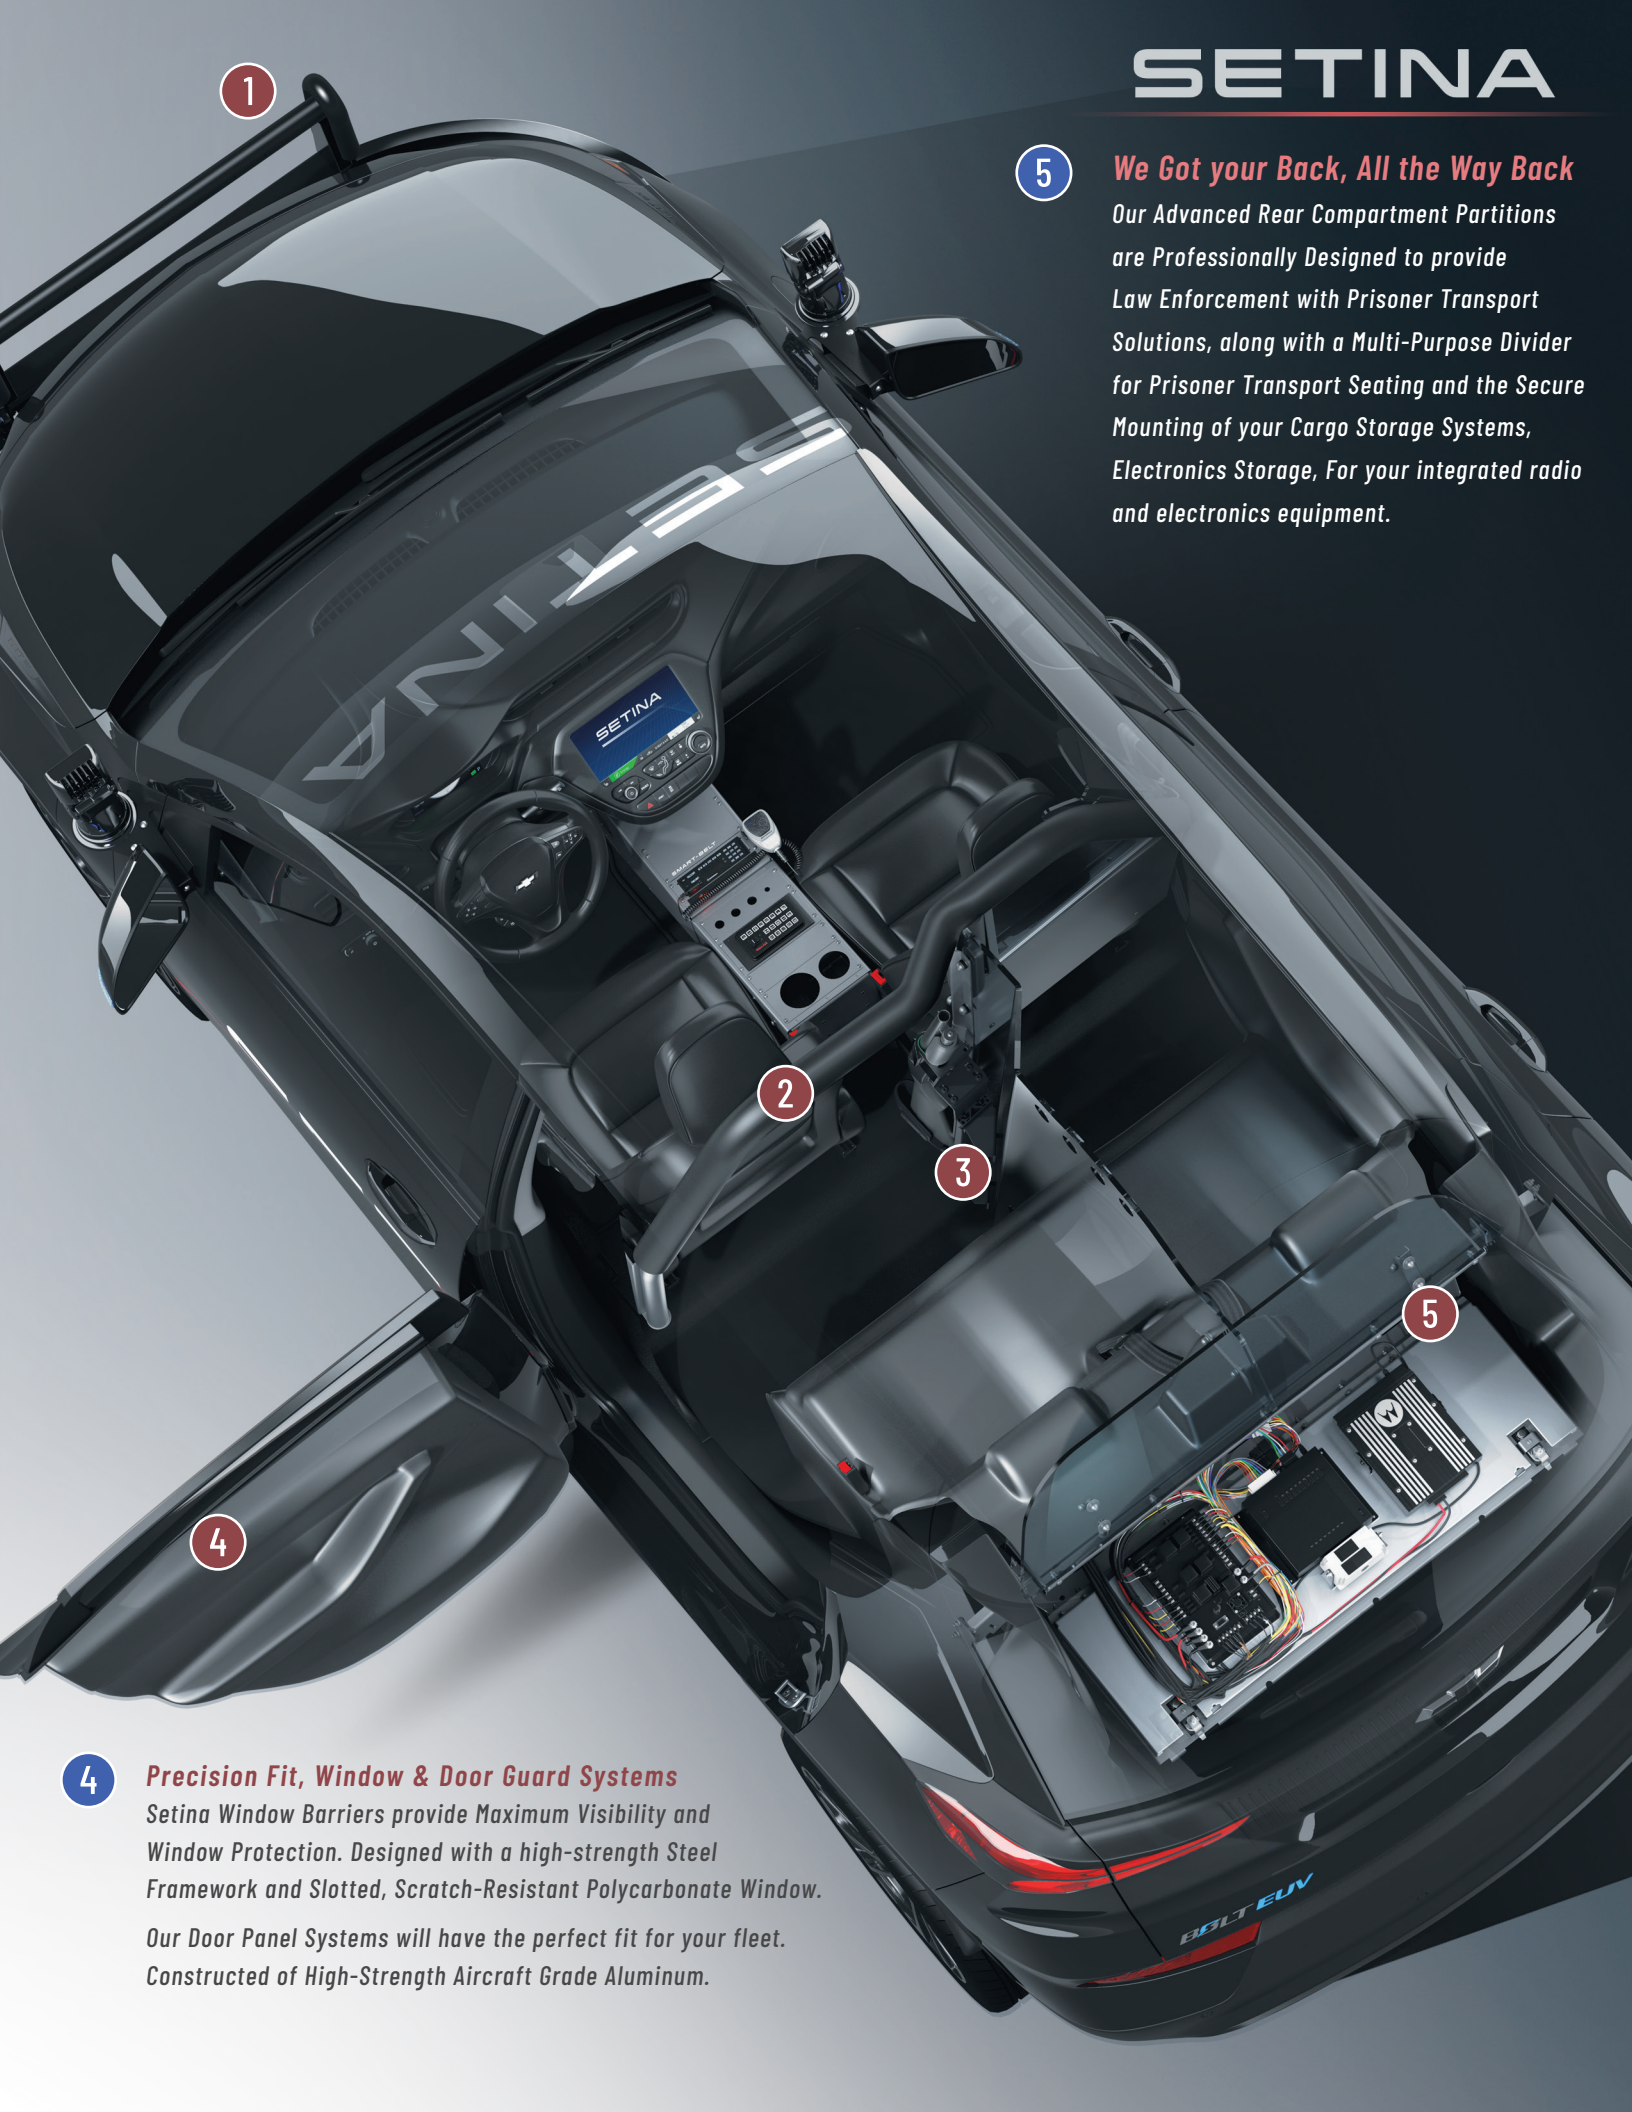 SETINA
1
5
We Got your Back, All the Way Back
Our Advanced Rear Compartment Partitions
are Professionally Designed to provide
Law Enforcement with Prisoner Transport
Solutions, along with a Multi-Purpose Divider
for Prisoner Transport Seating and the Secure
Mounting of your Cargo Storage Systems,
Electronics Storage, For your integrated radio
and electronics equipment.
SETINA
SETINA
SMART-BELT
2
3
5
4
4
Precision Fit, Window & Door Guard Systems
Setina Window Barriers provide Maximum Visibility and
Window Protection. Designed with a high-strength Steel
Framework and Slotted, Scratch-Resistant Polycarbonate Window.
Our Door Panel Systems will have the perfect fit for your fleet.
Constructed of High-Strength Aircraft Grade Aluminum.
BOLT EUV